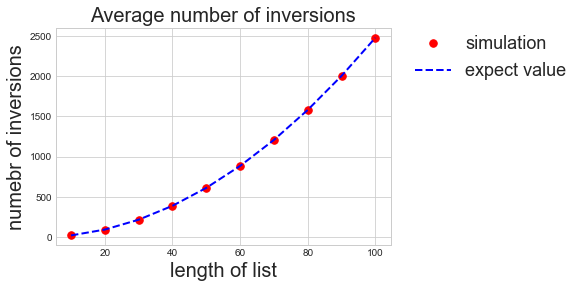 Average number of inversions
numebr of inversions
2500
2000
1500
1000
500
0
20
40
60
80
100
length of list
simulation
expect value